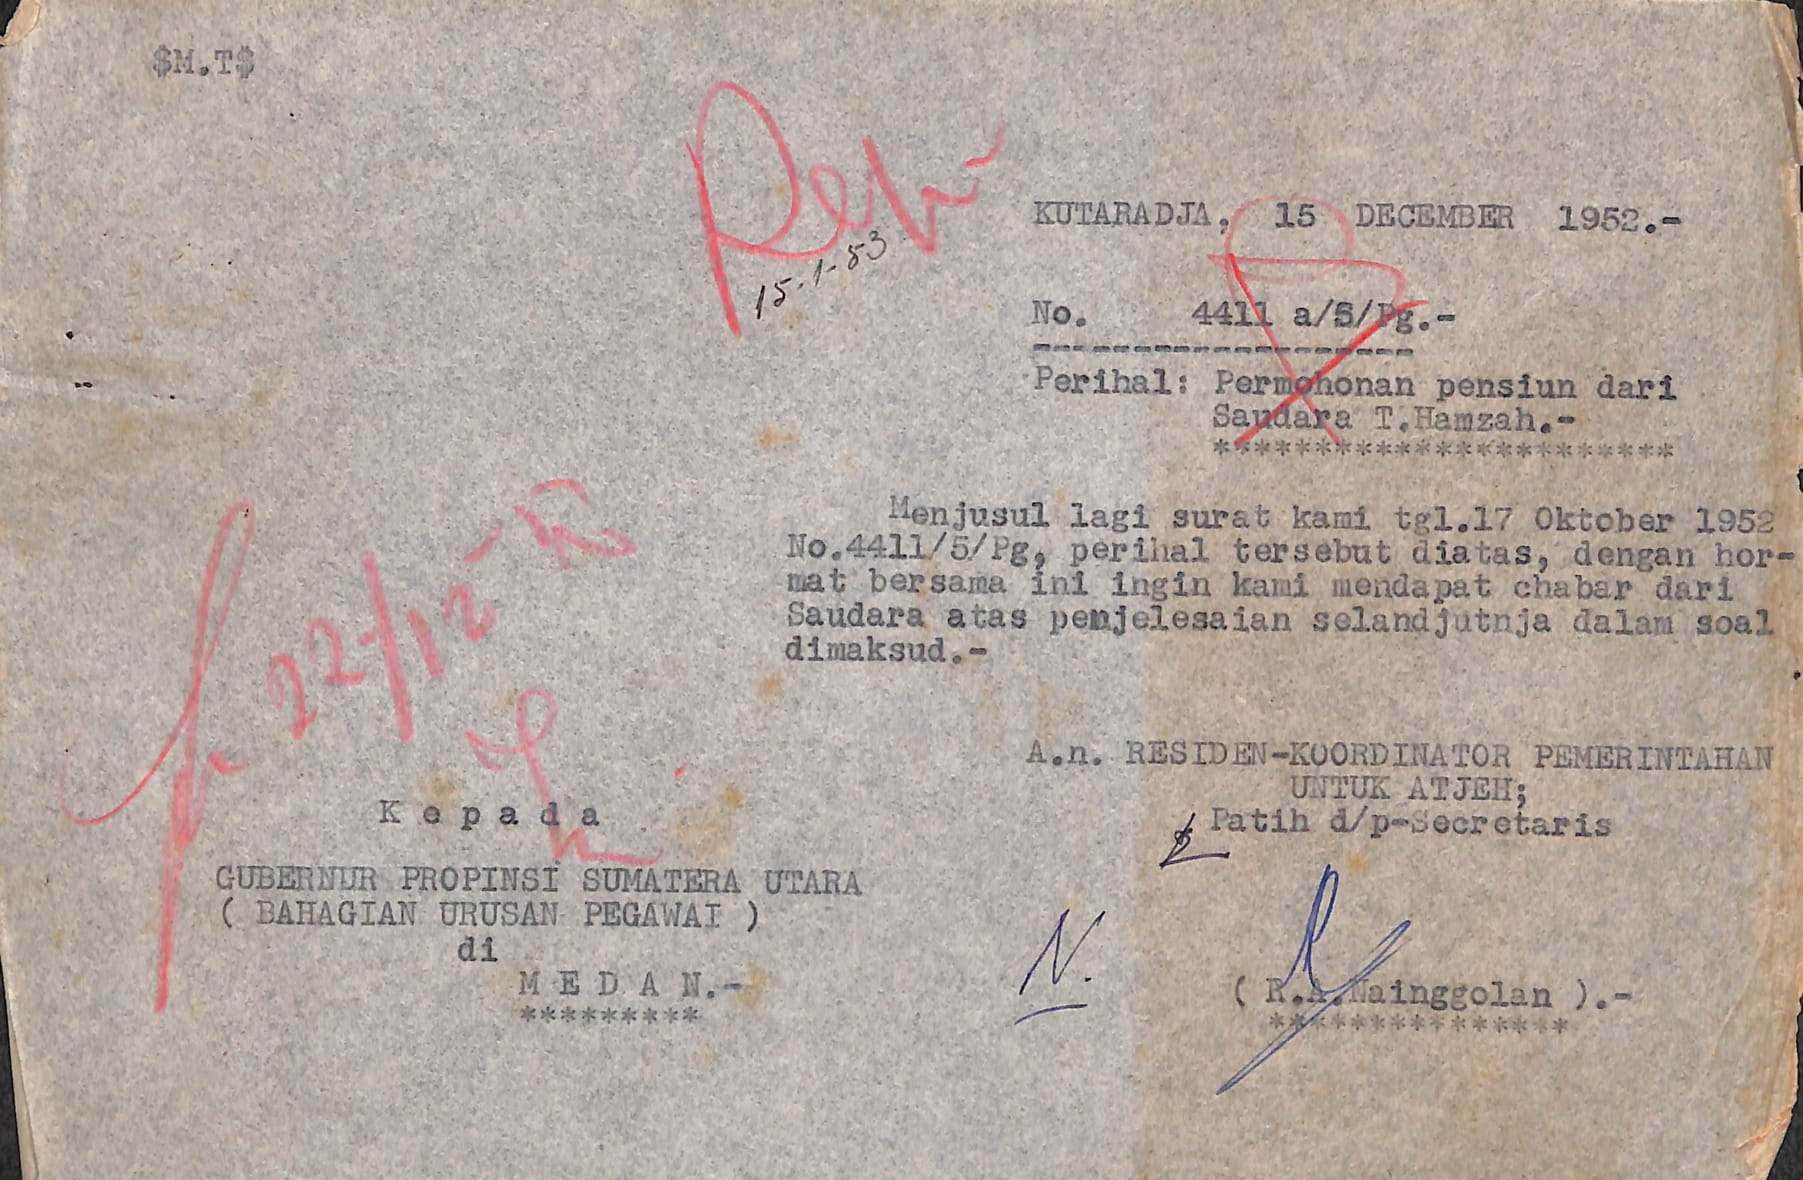 $M.T$
15-1-53
KUTARADJA, 15 DECEMBER 1952.-
No. 4411 a/5/Pg.-
Perihal: Permohonan pensiun dari
Saudara T.Hamzah.-
***********************
Menjusul lagi surat kami tgl.17 Oktober 1952
No.4411/5/Pg, perihal tersebut diatas, dengan hor-
mat bersama ini ingin kami mendapat chabar dari
Saudara atas penjelesaian selandjutnja dalam soal
dimaksud.-
22/12-
A.n. RESIDEN-KOORDINATOR PEMERINTAHAN
UNTUK ATJEH;
Patih d/p-Secretaris
N.
( R.A.Nainggolan ).-
***************
K e p a d a
GUBERNUR PROPINSI SUMATERA UTARA
( BAHAGIAN URUSAN PEGAWAI )
di
M E D A N.-
*********